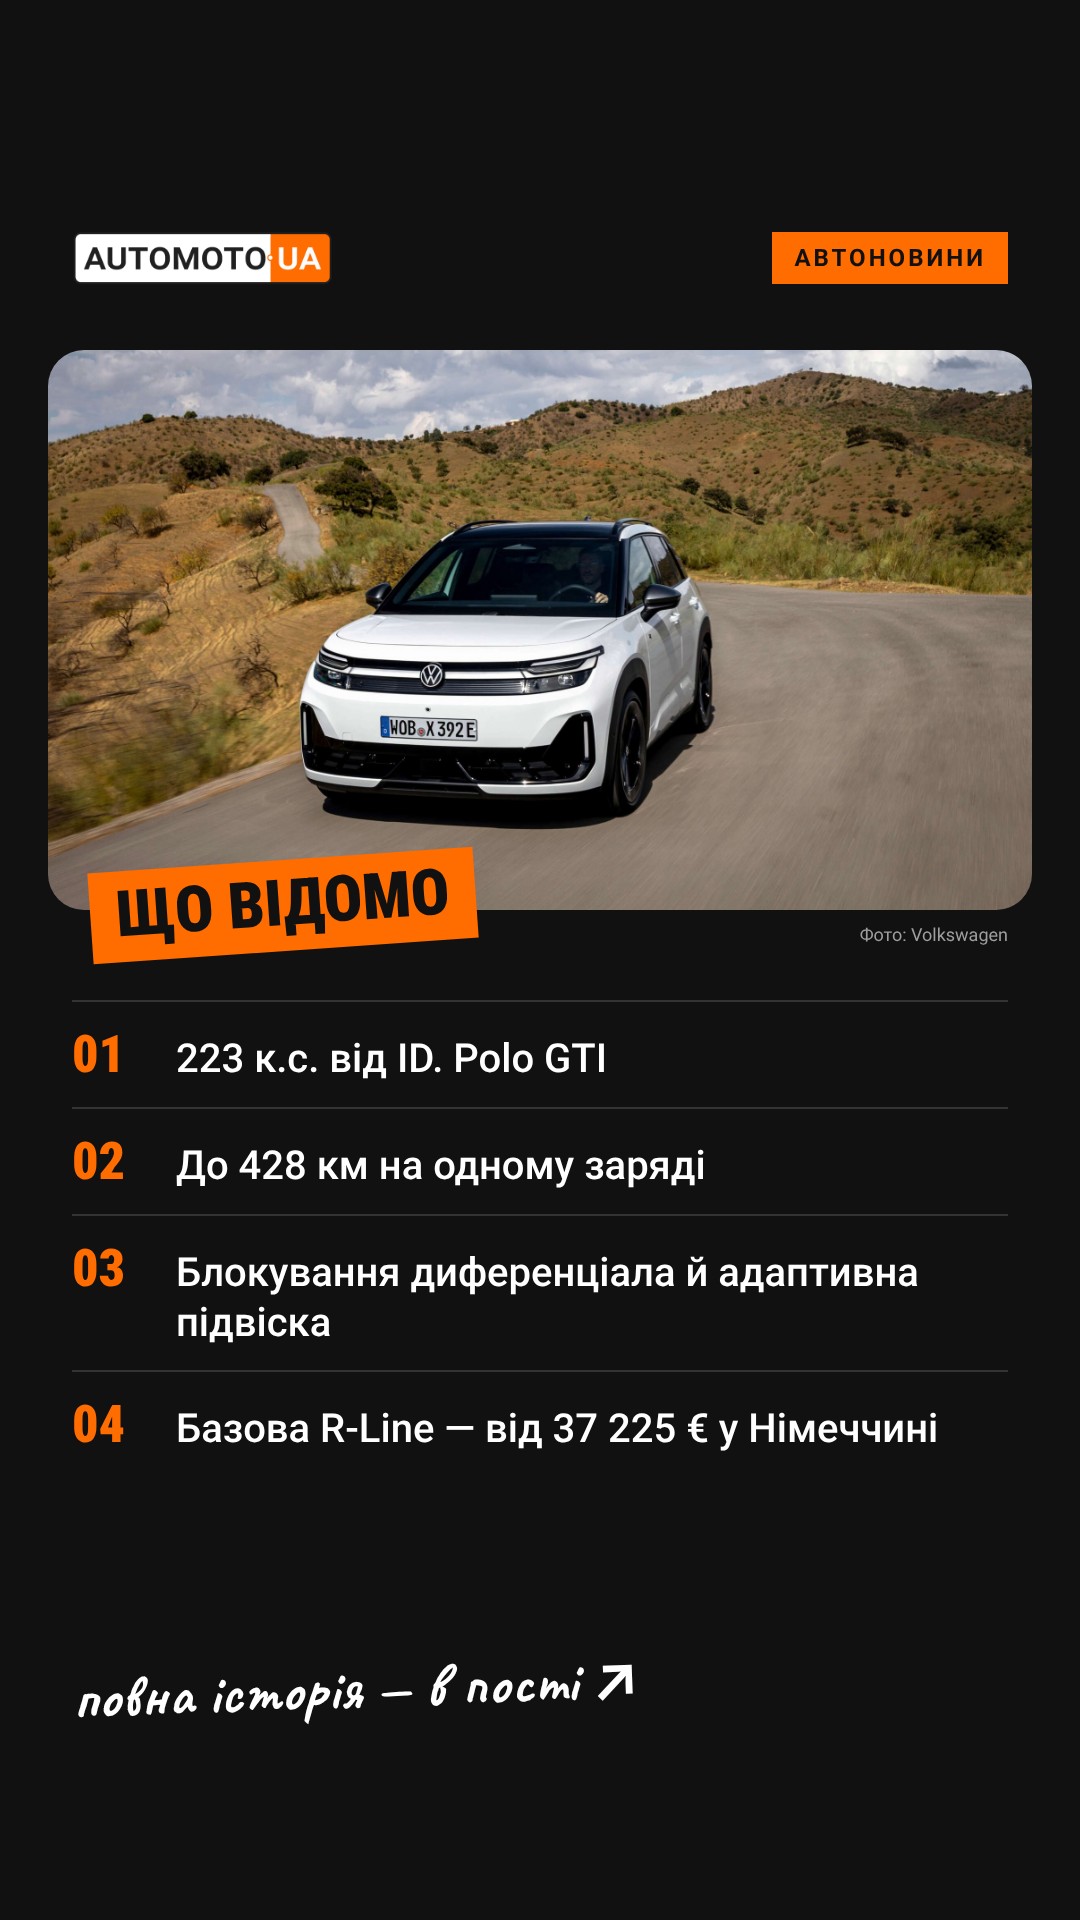 AUTOMOTO UA
АВТОНОВИНИ
WOB X 392 E
ЩО ВІДОМО
Фото: Volkswagen
01 223 к.с. від ID. Polo GTI
02 До 428 км на одному заряді
03 Блокування диференціала й адаптивна
підвіска
04 Базова R-Line — від 37 225 € у Німеччині
повна історія — в пості ↗